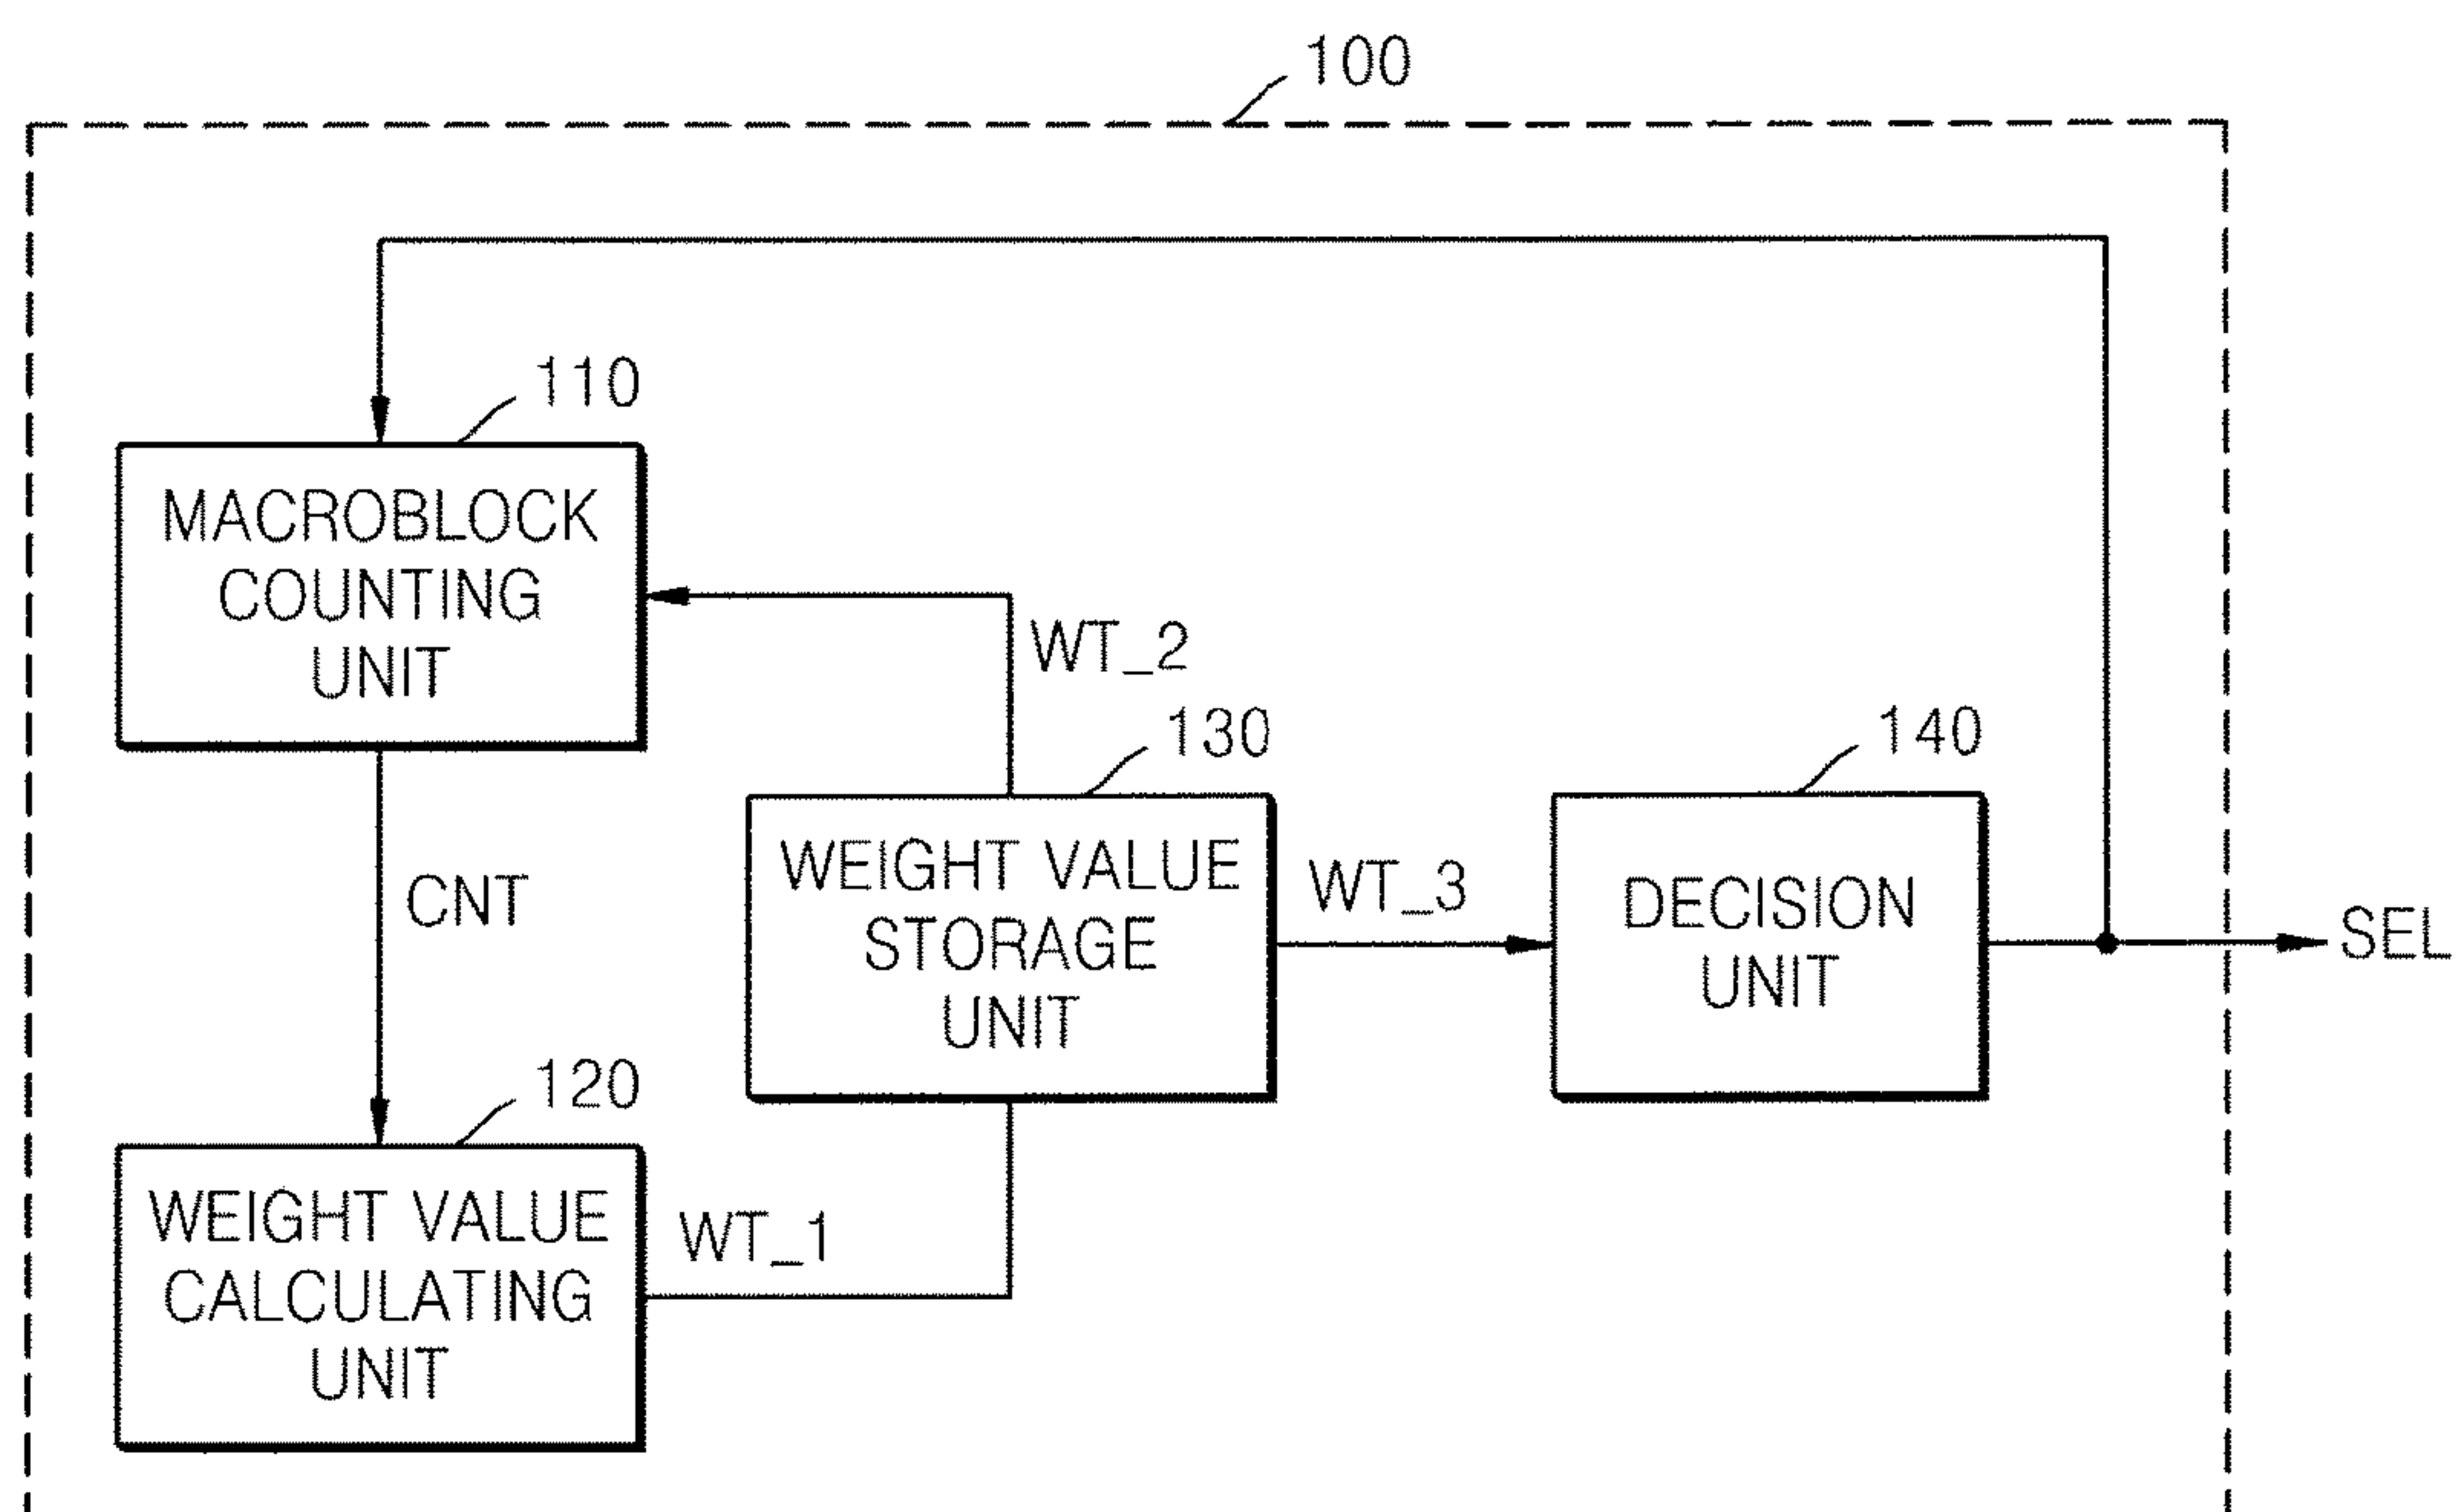 100
110
MACROBLOCK
COUNTING
UNIT
WT_2
130
140
WEIGHT VALUE
STORAGE
UNIT
WT_3
DECISION
UNIT
SEL
CNT
120
WEIGHT VALUE
CALCULATING
UNIT
WT_1